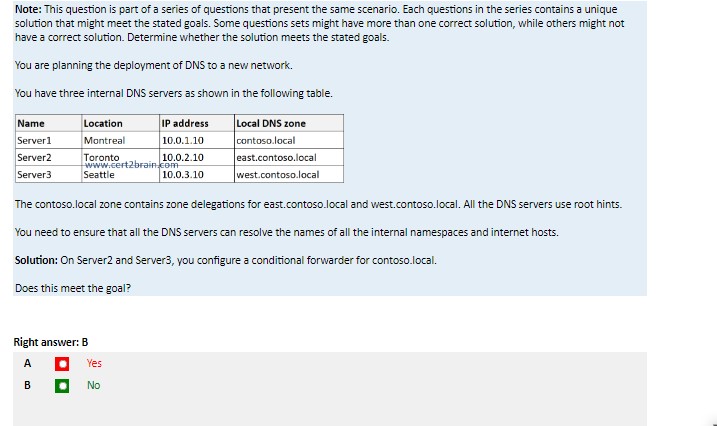 Note: This question is part of a series of questions that present the same scenario. Each questions in the series contains a unique
solution that might meet the stated goals. Some questions sets might have more than one correct solution, while others might not
have a correct solution. Determine whether the solution meets the stated goals.
You are planning the deployment of DNS to a new network.
You have three internal DNS servers as shown in the following table.
Name Location IP address Local DNS zone
Server1 Montreal 10.0.1.10 contoso.local
Server2 Toronto 10.0.2.10 east.contoso.local
www.cert2brain.com
Server3 Seattle 10.0.3.10 west.contoso.local
The contoso.local zone contains zone delegations for east.contoso.local and west.contoso.local. All the DNS servers use root hints.
You need to ensure that all the DNS servers can resolve the names of all the internal namespaces and internet hosts.
Solution: On Server2 and Server3, you configure a conditional forwarder for contoso.local.
Does this meet the goal?
Right answer: B
A Yes
B No